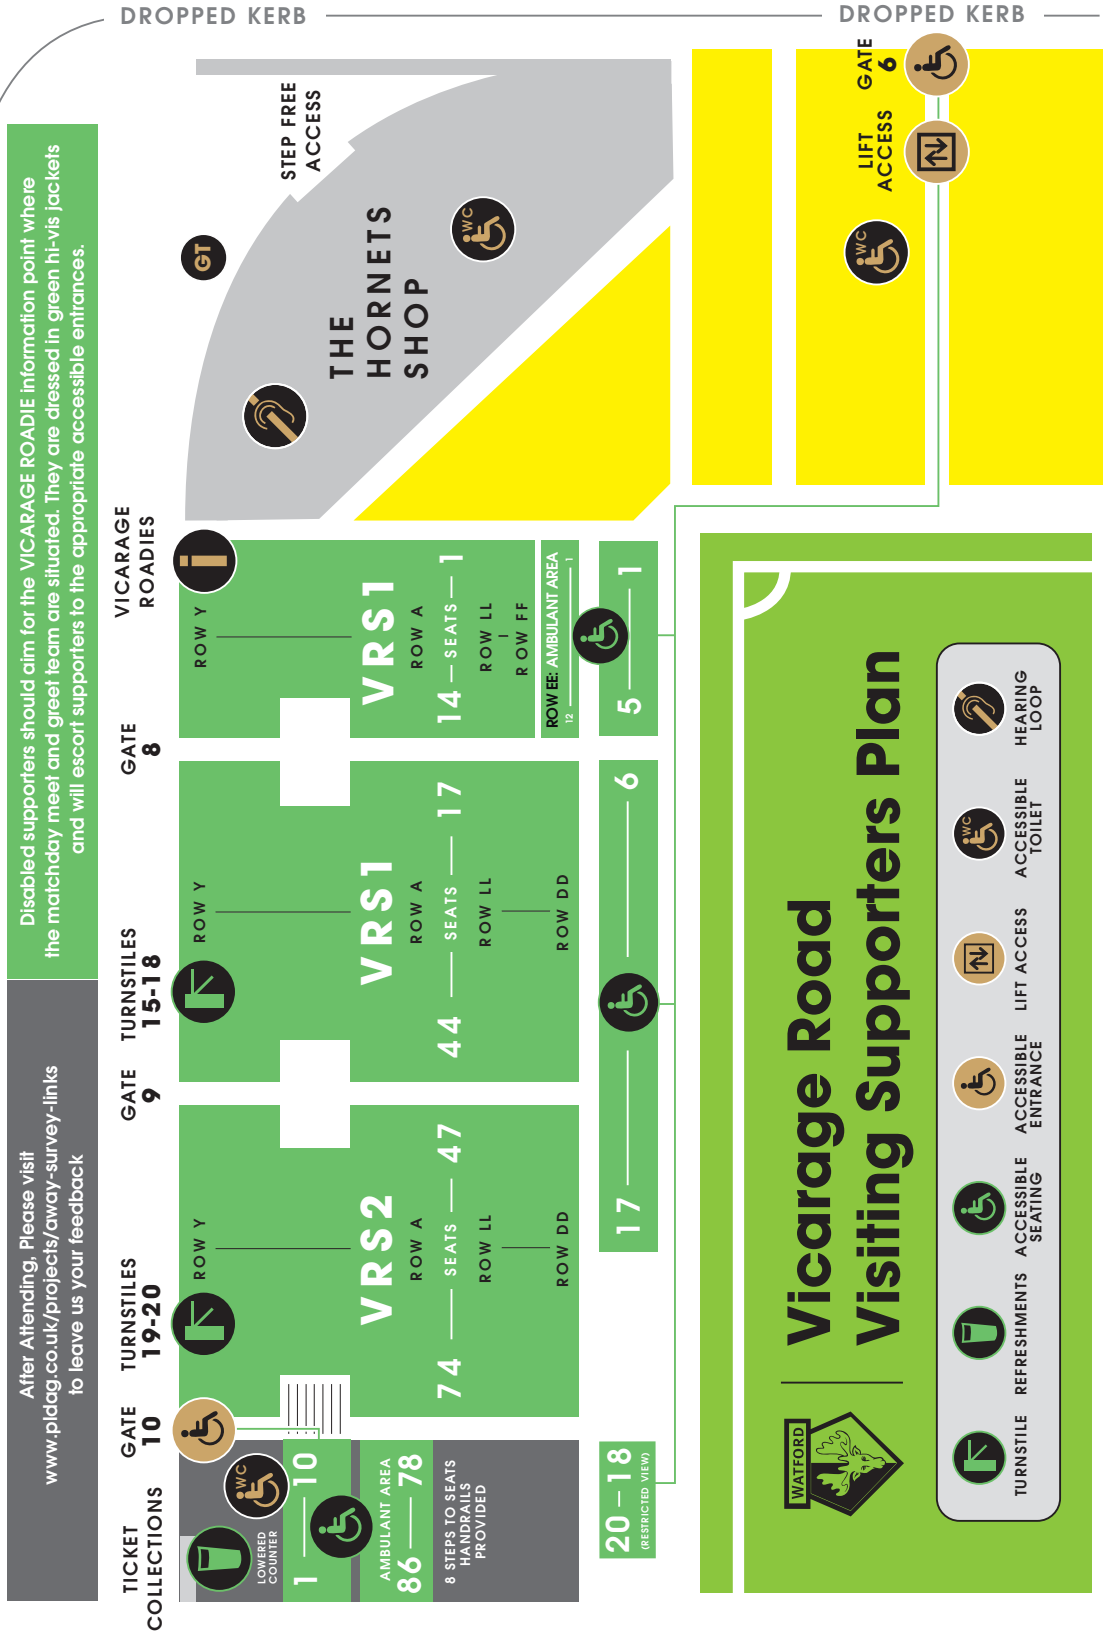 DROPPED KERB
DROPPED KERB
After Attending, Please visit
www.pldag.co.uk/projects/away-survey-links
to leave us your feedback
Disabled supporters should aim for the VICARAGE ROADIE information point where
the matchday meet and greet team are situated. They are dressed in green hi-vis jackets
and will escort supporters to the appropriate accessible entrances.
TICKET
COLLECTIONS
GATE
10
TURNSTILES
19-20
GATE
9
TURNSTILES
15-18
GATE
8
VICARAGE
ROADIES
GT
STEP FREE
ACCESS
THE
HORNETS
SHOP
WC
LIFT
ACCESS
GATE
6
WC
LOWERED
COUNTER
WC
1 — 10
AMBULANT AREA
86 — 78
8 STEPS TO SEATS
HANDRAILS
PROVIDED
ROW Y
VRS2
ROW A
74 — SEATS — 47
ROW LL
ROW DD
ROW Y
VRS1
ROW A
44 — SEATS — 17
ROW LL
ROW DD
ROW Y
VRS1
ROW A
14 — SEATS — 1
ROW LL
ROW FF
ROW EE: AMBULANT AREA
12 1
20 — 18
(RESTRICTED VIEW)
17 6
5 1
WATFORD
Vicarage Road
Visiting Supporters Plan
TURNSTILE
REFRESHMENTS
ACCESSIBLE
SEATING
ACCESSIBLE
ENTRANCE
LIFT ACCESS
WC
ACCESSIBLE
TOILET
HEARING
LOOP